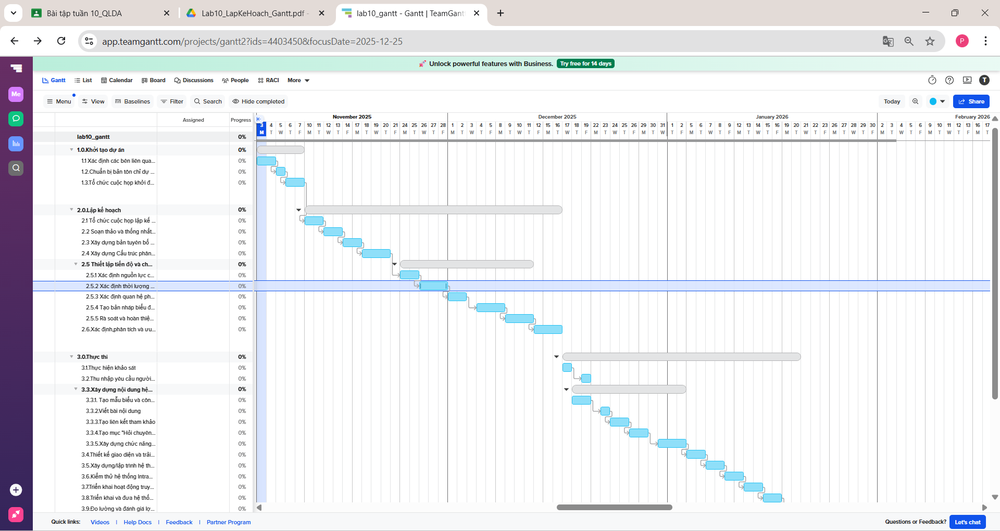 Bài tập tuần 10_QLDA
Lab10_LapKeHoach_Gantt.pdf -
lab10_gantt - Gantt | TeamGantt
app.teamgantt.com/projects/gantt2?ids=4403450&focusDate=2025-12-25
P
🚀 Unlock powerful features with Business. Try free for 14 days
Gantt List Calendar Board Discussions People RACI More
T
Me
Menu View Baselines Filter Search Hide completed
Today Share
Assigned Progress
November 2025 December 2025 January 2026 February 2026
3 4 5 6 7 10 11 12 13 14 17 18 19 20 21 24 25 26 27 28 1 2 3 4 5 8 9 10 11 12 15 16 17 18 19 22 23 24 25 26 29 30 31 1 2 5 6 7 8 9 12 13 14 15 16 19 20 21 22 23 26 27 28 29 30 2 3 4 5 6 9 10 11 12 13 16 17
M T W T F M T W T F M T W T F M T W T F M T W T F M T W T F M T W T F M T W T F M T W T F M T W T F M T W T F M T W T F M T W T F M T W T F M T W T F M T
lab10_gantt 0%
1.0.Khởi tạo dự án 0%
1.1 Xác định các bên liên qua... 0%
1.2.Chuẩn bị bản tôn chỉ dự ... 0%
1.3.Tổ chức cuộc họp khởi đ... 0%
2.0.Lập kế hoạch 0%
2.1 Tổ chức cuộc họp lập kế ... 0%
2.2 Soạn thảo và thống nhất... 0%
2.3 Xây dựng bản tuyên bố ... 0%
2.4 Xây dựng Cấu trúc phân... 0%
2.5 Thiết lập tiến độ và ch... 0%
2.5.1 Xác định nguồn lực c... 0%
2.5.2 Xác định thời lượng ... 0%
2.5.3 Xác định quan hệ ph... 0%
2.5.4 Tạo bản nháp biểu đ... 0%
2.5.5 Rà soát và hoàn thiệ... 0%
2.6.Xác định,phân tích và ưu... 0%
3.0.Thực thi 0%
3.1.Thực hiện khảo sát 0%
3.2.Thu nhập yêu cầu người... 0%
3.3.Xây dựng nội dung hệ... 0%
3.3.1. Tạo mẫu biểu và côn... 0%
3.3.2.Viết bài nội dung 0%
3.3.3.Tạo liên kết tham khảo 0%
3.3.4.Tạo mục "Hỏi chuyên... 0%
3.3.5.Xây dựng chức năng... 0%
3.4.Thiết kế giao diện và trải... 0%
3.5.Xây dựng/lập trình hệ th... 0%
3.6.Kiểm thử hệ thống Intra... 0%
3.7.Triển khai hoạt động truy... 0%
3.8.Triển khai và đưa hệ thố... 0%
3.9.Đo lường và đánh giá lợ... 0%
Quick links: Videos | Help Docs | Feedback | Partner Program
Questions or Feedback? Let's chat